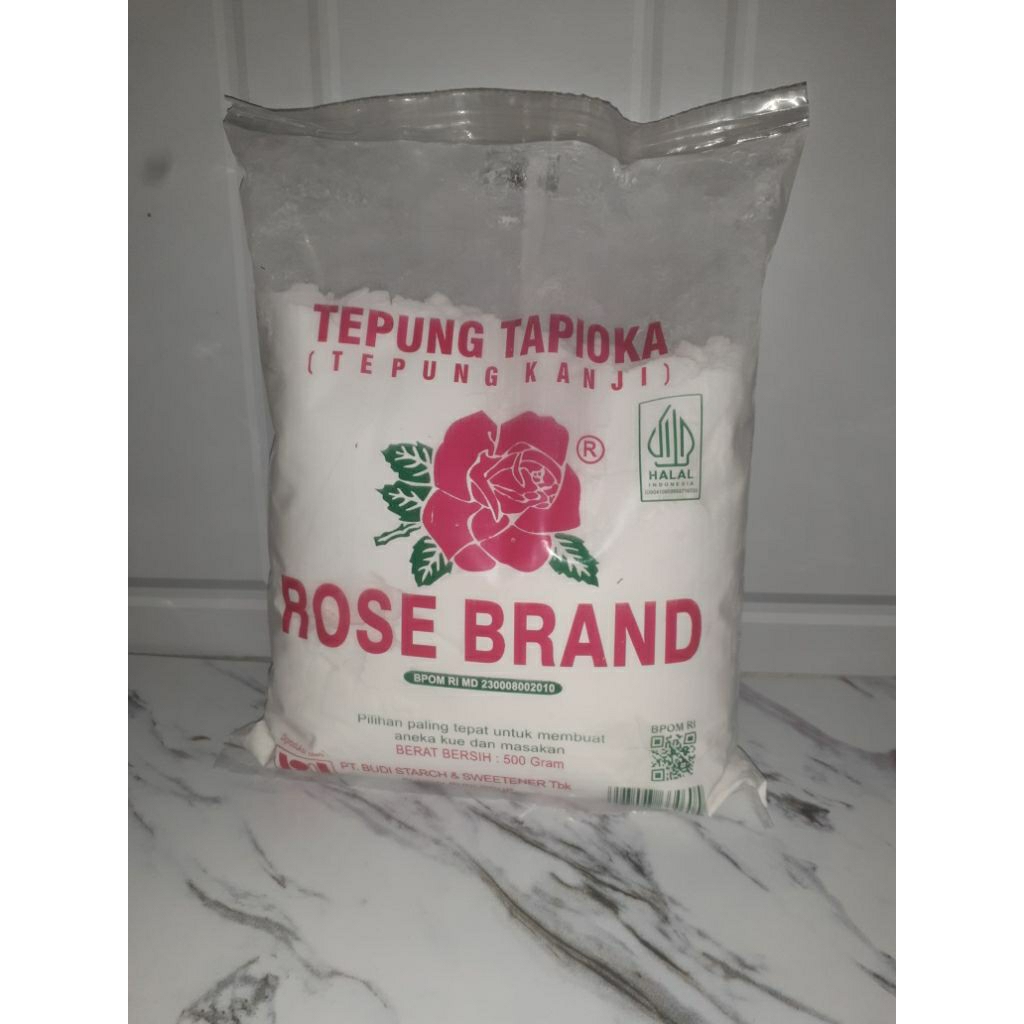 TEPUNG TAPIOKA
(TEPUNG KANJI)
®
HALAL
INDONESIA
ROSE BRAND
BPOM RI MD 230008002010
Pilihan paling tepat untuk membuat
aneka kue dan masakan
BERAT BERSIH : 500 Gram
BPOM RI
PT. BUDI STARCH & SWEETENER Tbk